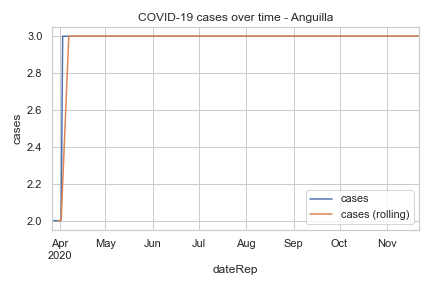 COVID-19 cases over time - Anguilla
cases
3.0
2.8
2.6
2.4
2.2
2.0
cases
cases (rolling)
Apr May Jun Jul Aug Sep Oct Nov
2020
dateRep